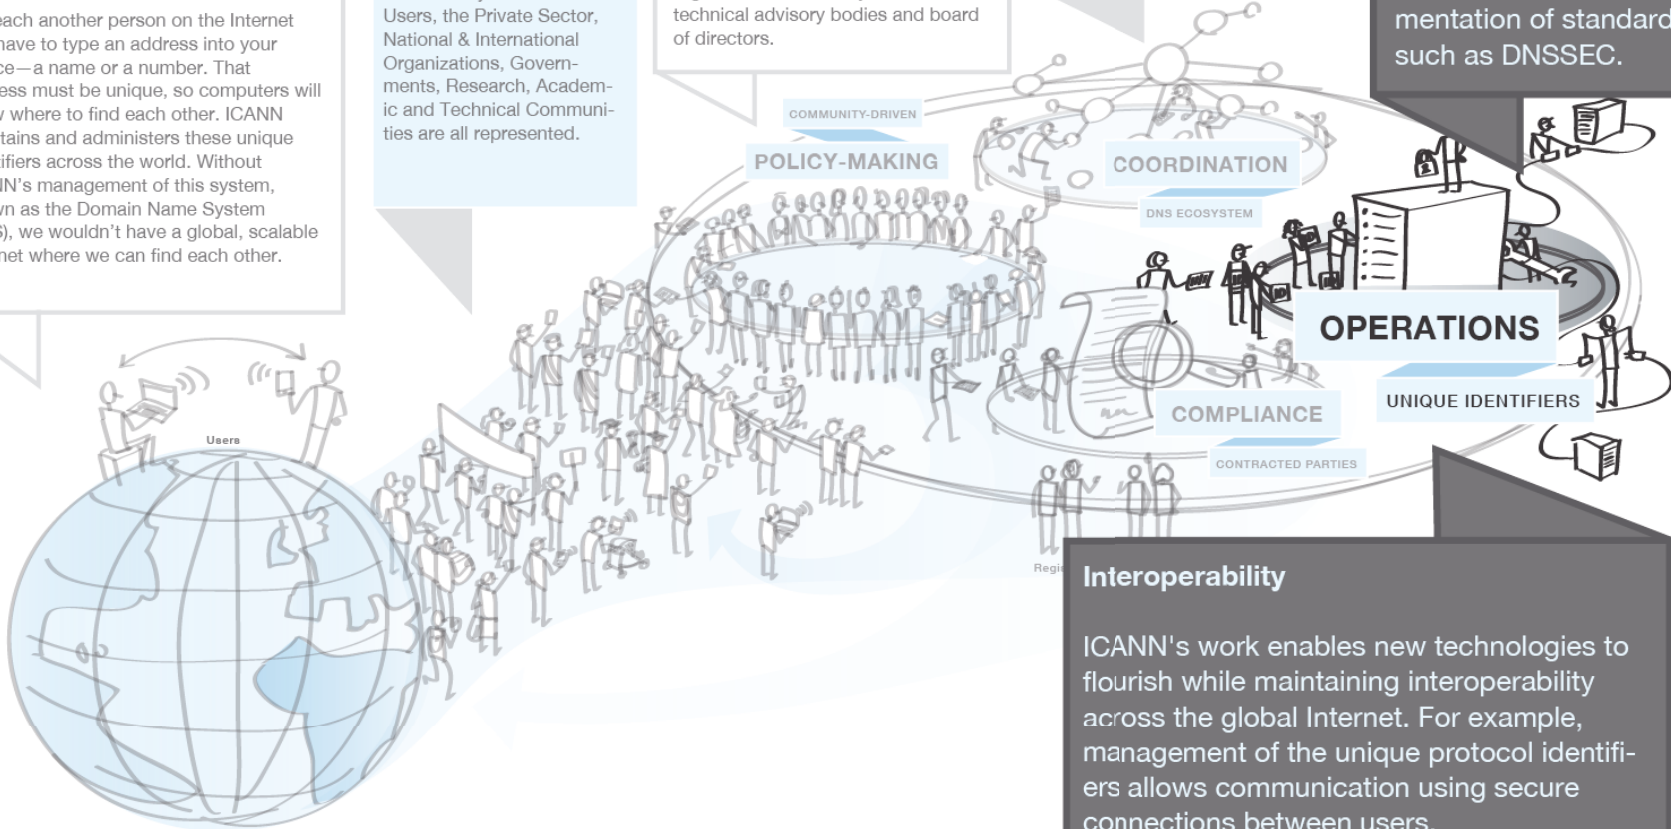 each another person on the Internet
have to type an address into your
ce—a name or a number. That
ess must be unique, so computers will
where to find each other. ICANN
tains and administers these unique
tifiers across the world. Without
NN's management of this system,
wn as the Domain Name System
S), we wouldn't have a global, scalable
net where we can find each other.
Users, the Private Sector,
National & International
Organizations, Govern-
ments, Research, Academ-
ic and Technical Communi-
ties are all represented.
technical advisory bodies and board
of directors.
mentation of standard
such as DNSSEC.
COMMUNITY-DRIVEN
POLICY-MAKING
COORDINATION
DNS ECOSYSTEM
OPERATIONS
UNIQUE IDENTIFIERS
COMPLIANCE
CONTRACTED PARTIES
Users
Regi
Interoperability
ICANN's work enables new technologies to
flourish while maintaining interoperability
across the global Internet. For example,
management of the unique protocol identifi-
ers allows communication using secure
connections between users.